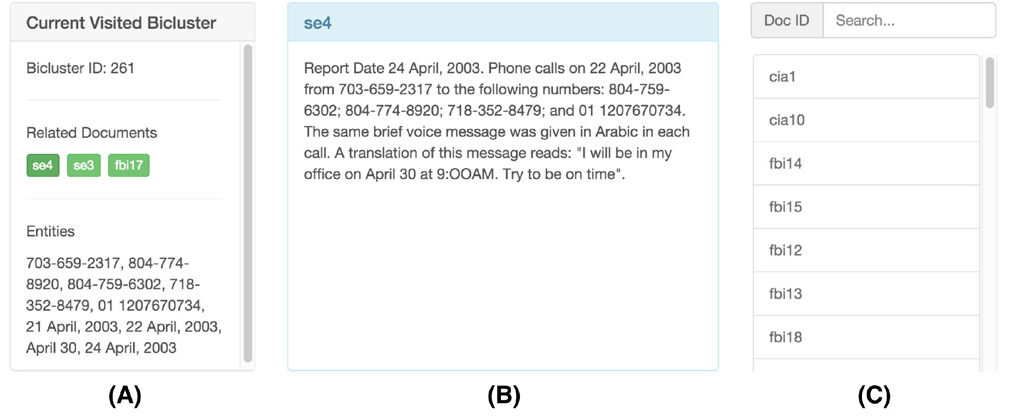 Current Visited Bicluster
Bicluster ID: 261
Related Documents
se4 se3 fbi17
Entities
703-659-2317, 804-774-
8920, 804-759-6302, 718-
352-8479, 01 1207670734,
21 April, 2003, 22 April, 2003,
April 30, 24 April, 2003
(A)
se4
Report Date 24 April, 2003. Phone calls on 22 April, 2003
from 703-659-2317 to the following numbers: 804-759-
6302; 804-774-8920; 718-352-8479; and 01 1207670734.
The same brief voice message was given in Arabic in each
call. A translation of this message reads: "I will be in my
office on April 30 at 9:OOAM. Try to be on time".
(B)
Doc ID Search...
cia1
cia10
fbi14
fbi15
fbi12
fbi13
fbi18
(C)